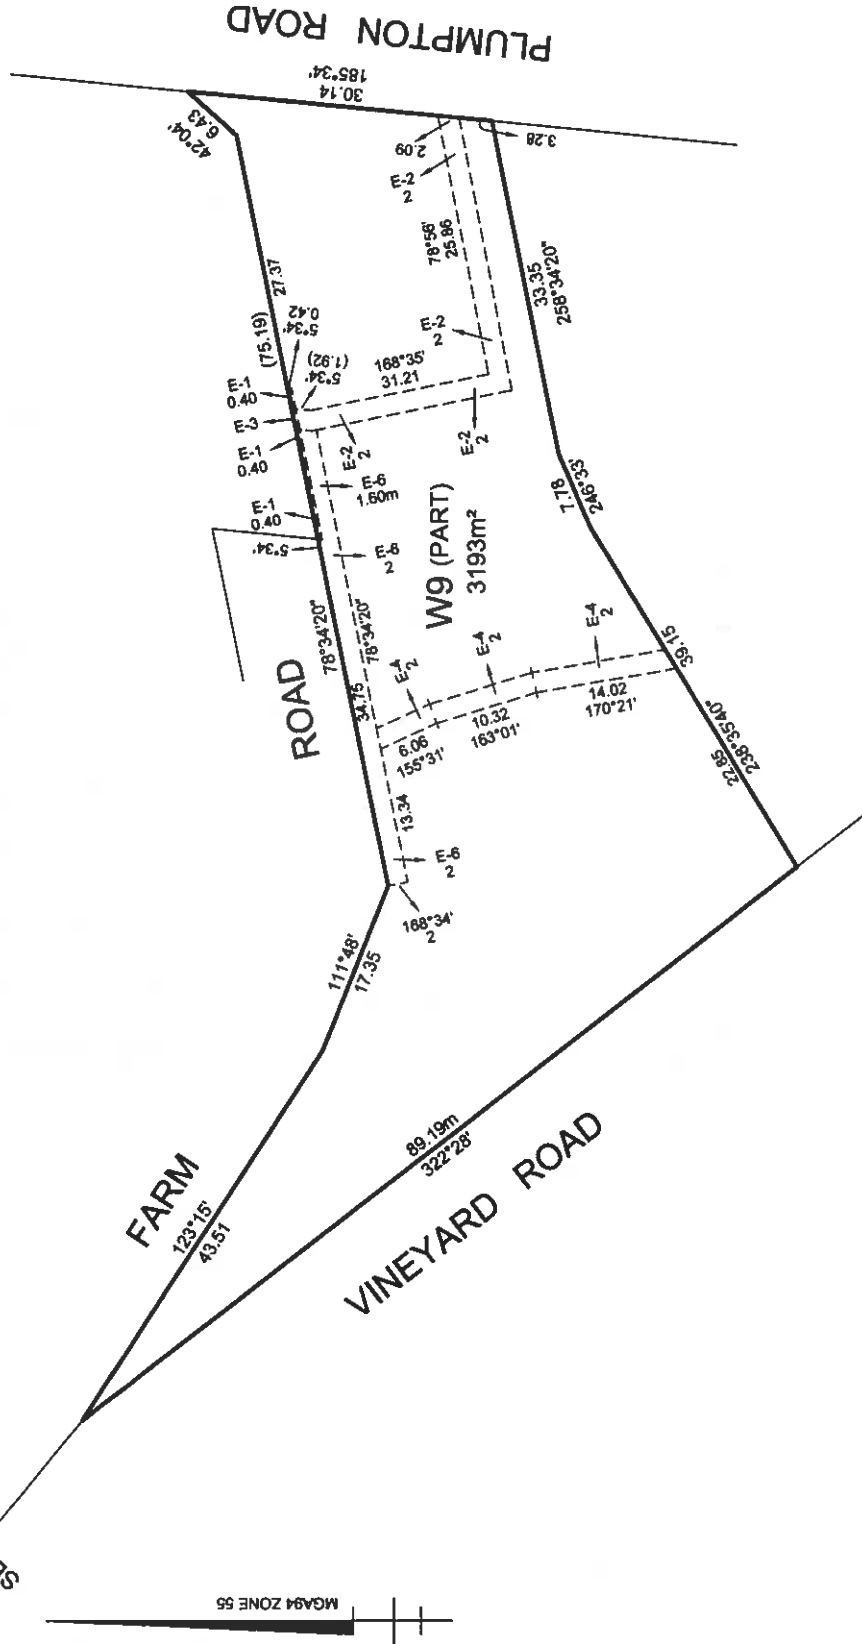 PLUMPTON ROAD
185°34'
30.14
42°04'
6.43
3.28
2.09
E-2
2
78°56'
25.86
27.37
(75.19)
33.35
258°34'20"
5°34'
0.42
5°34'
(1.92)
E-2
2
168°35'
31.21
E-1
0.40
E-3
E-1
0.40
E-2
2
E-2
2
E-6
1.60m
E-1
0.40
5°34'
E-6
2
W9 (PART)
3193m²
7.78
246°33'
78°34'20"
78°34'20"
34.75
ROAD
E-4
2
E-4
2
E-4
2
39.15
6.06
155°31'
10.32
163°01'
14.02
170°21'
22.85
238°35'40"
13.34
E-6
2
168°34'
2
111°48'
17.35
FARM
123°15'
43.51
89.19m
322°28'
VINEYARD ROAD
MGA94 ZONE 55